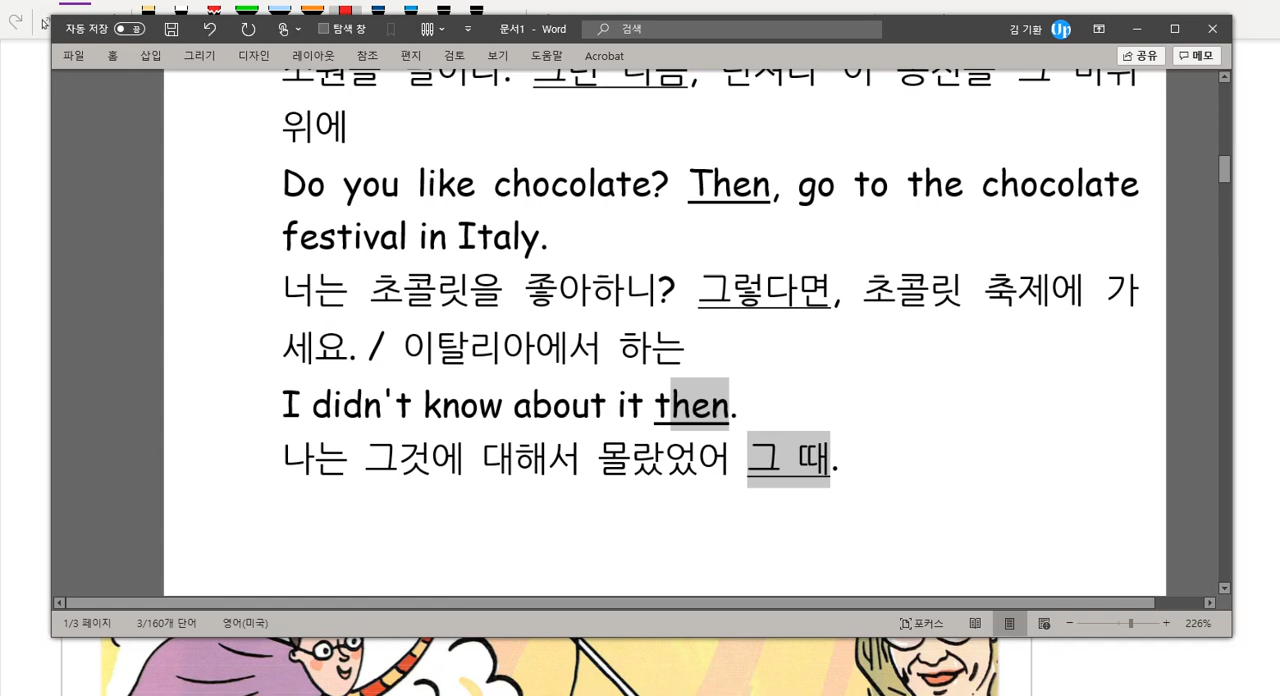 자동 저장 끔 탐색 창 문서1 - Word 검색 김 기환 Up
파일 홈 삽입 그리기 디자인 레이아웃 참조 편지 검토 보기 도움말 Acrobat 공유 메모
위에
Do you like chocolate? Then, go to the chocolate
festival in Italy.
너는 초콜릿을 좋아하니? 그렇다면, 초콜릿 축제에 가
세요. / 이탈리아에서 하는
I didn't know about it then.
나는 그것에 대해서 몰랐었어 그 때.
1/3 페이지 3/160개 단어 영어(미국) 포커스 226%